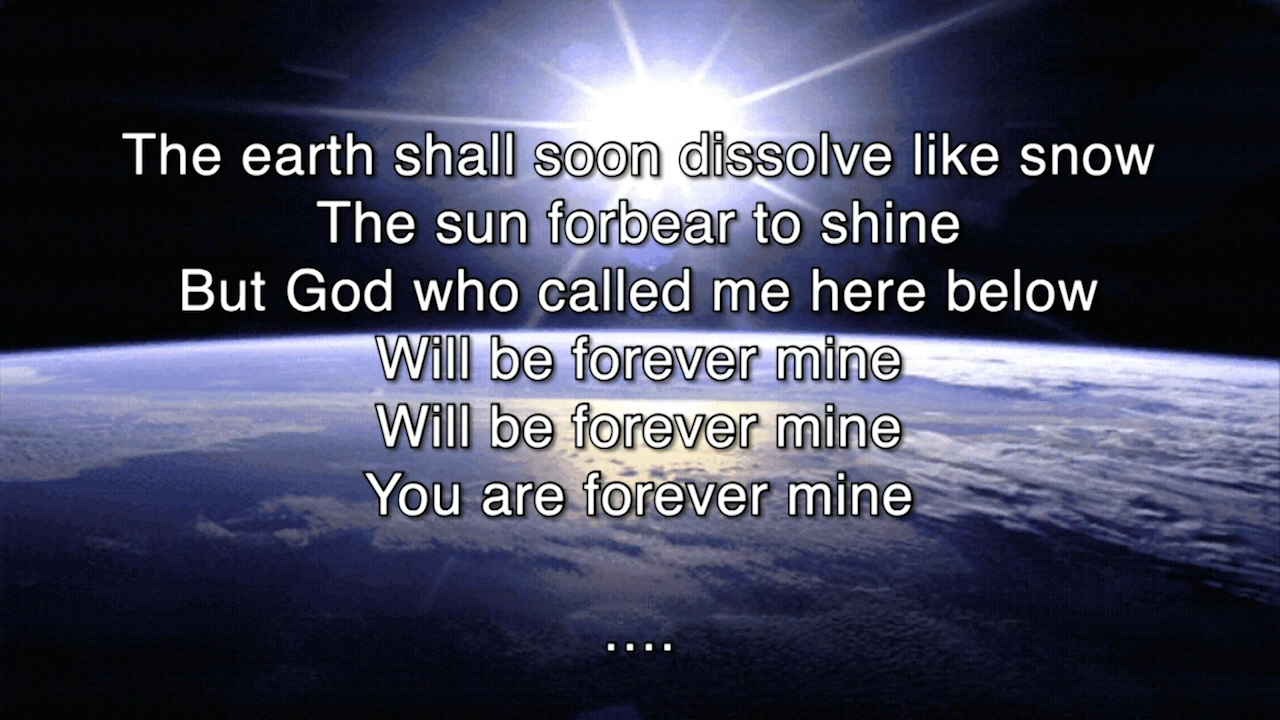 The earth shall soon dissolve like snow
The sun forbear to shine
But God who called me here below
Will be forever mine
Will be forever mine
You are forever mine
....